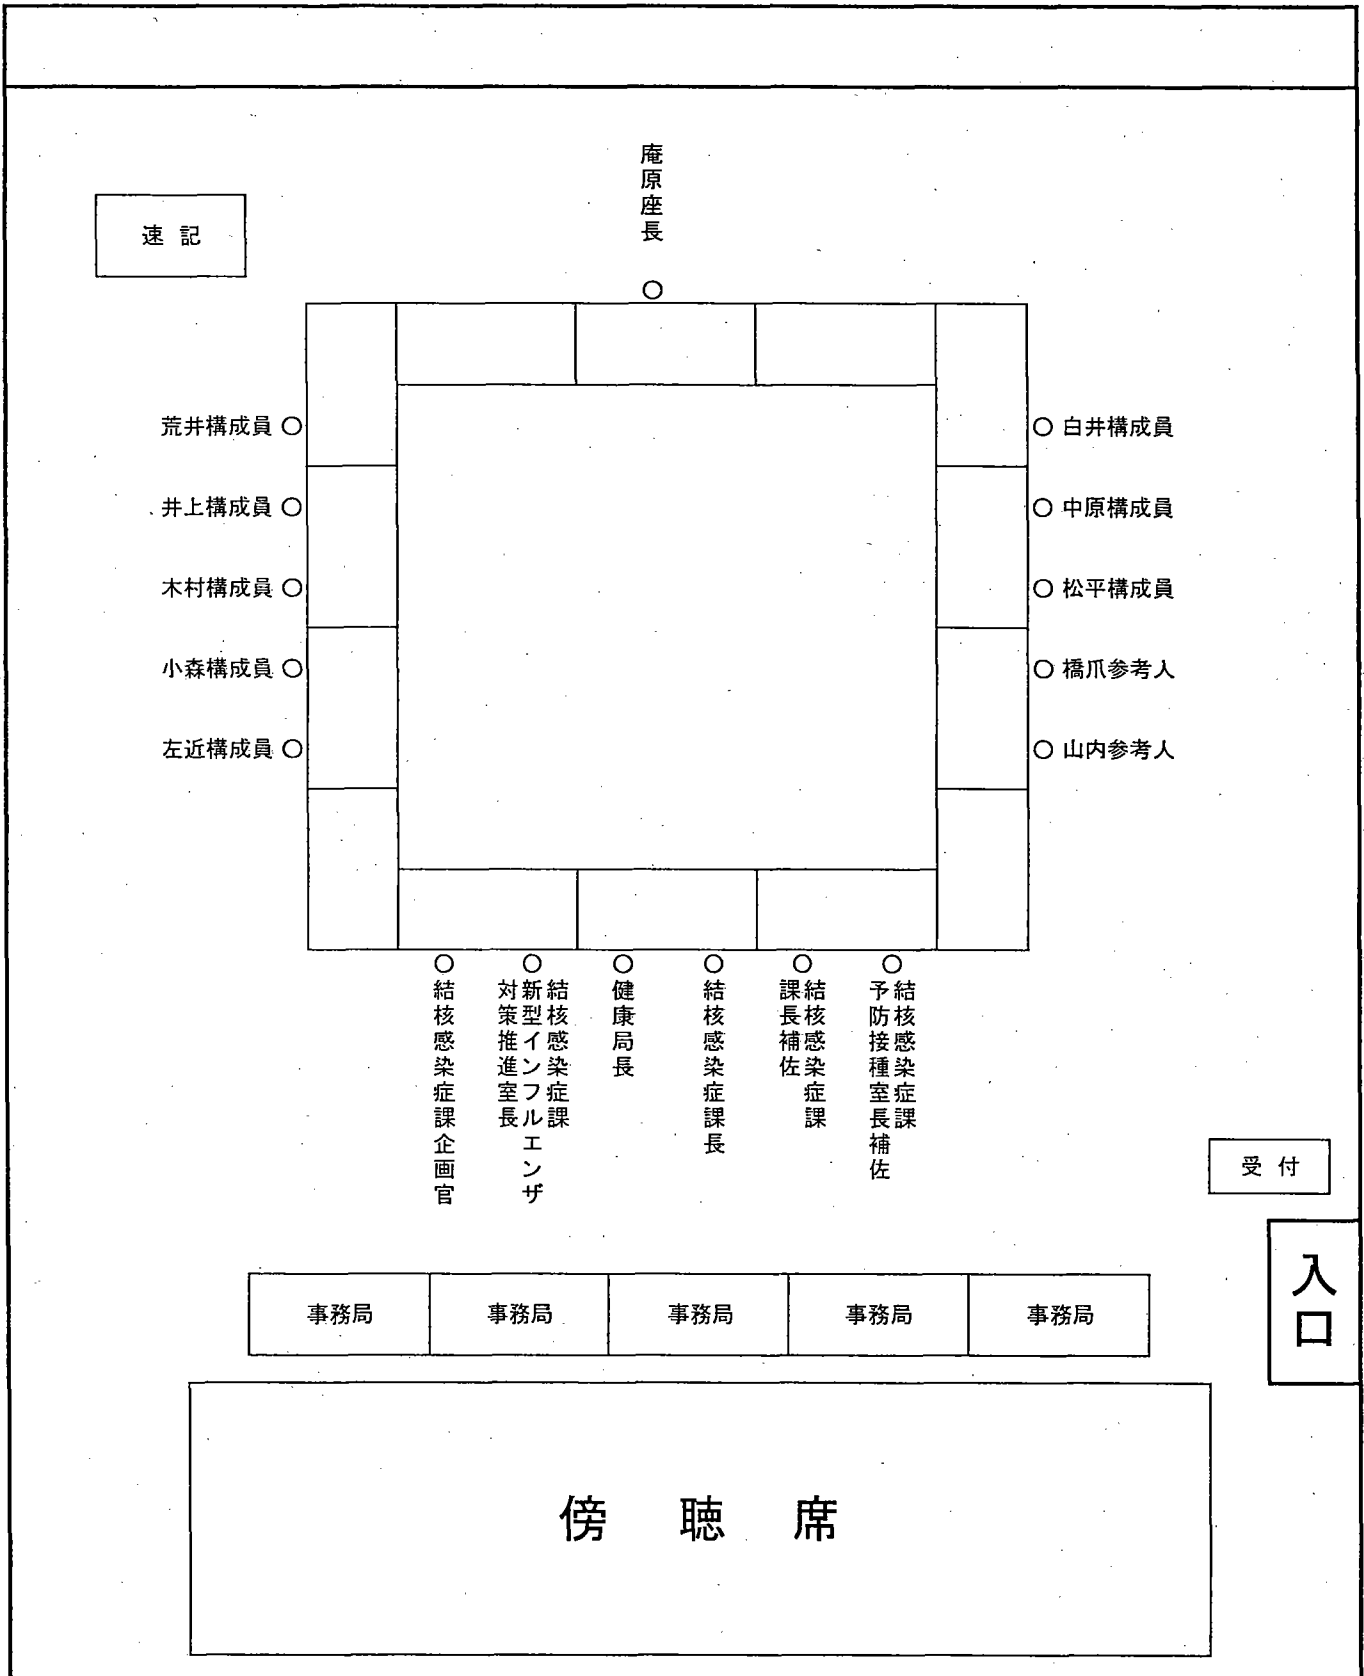 庵原座長
速記
荒井構成員
井上構成員
木村構成員
小森構成員
左近構成員
白井構成員
中原構成員
松平構成員
橋爪参考人
山内参考人
結核感染症課企画官
結核感染症課
新型インフルエンザ
対策推進室長
健康局長
結核感染症課長
結核感染症課
課長補佐
結核感染症課
予防接種室長補佐
受付
入口
事務局
事務局
事務局
事務局
事務局
傍聴席